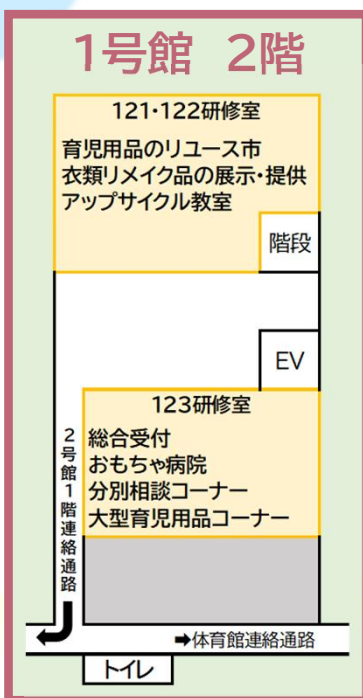 1号館 2階
121・122研修室
育児用品のリユース市
衣類リメイク品の展示・提供
アップサイクル教室
階段
EV
123研修室
総合受付
おもちゃ病院
分別相談コーナー
大型育児用品コーナー
2号館1階連絡通路
➡体育館連絡通路
トイレ